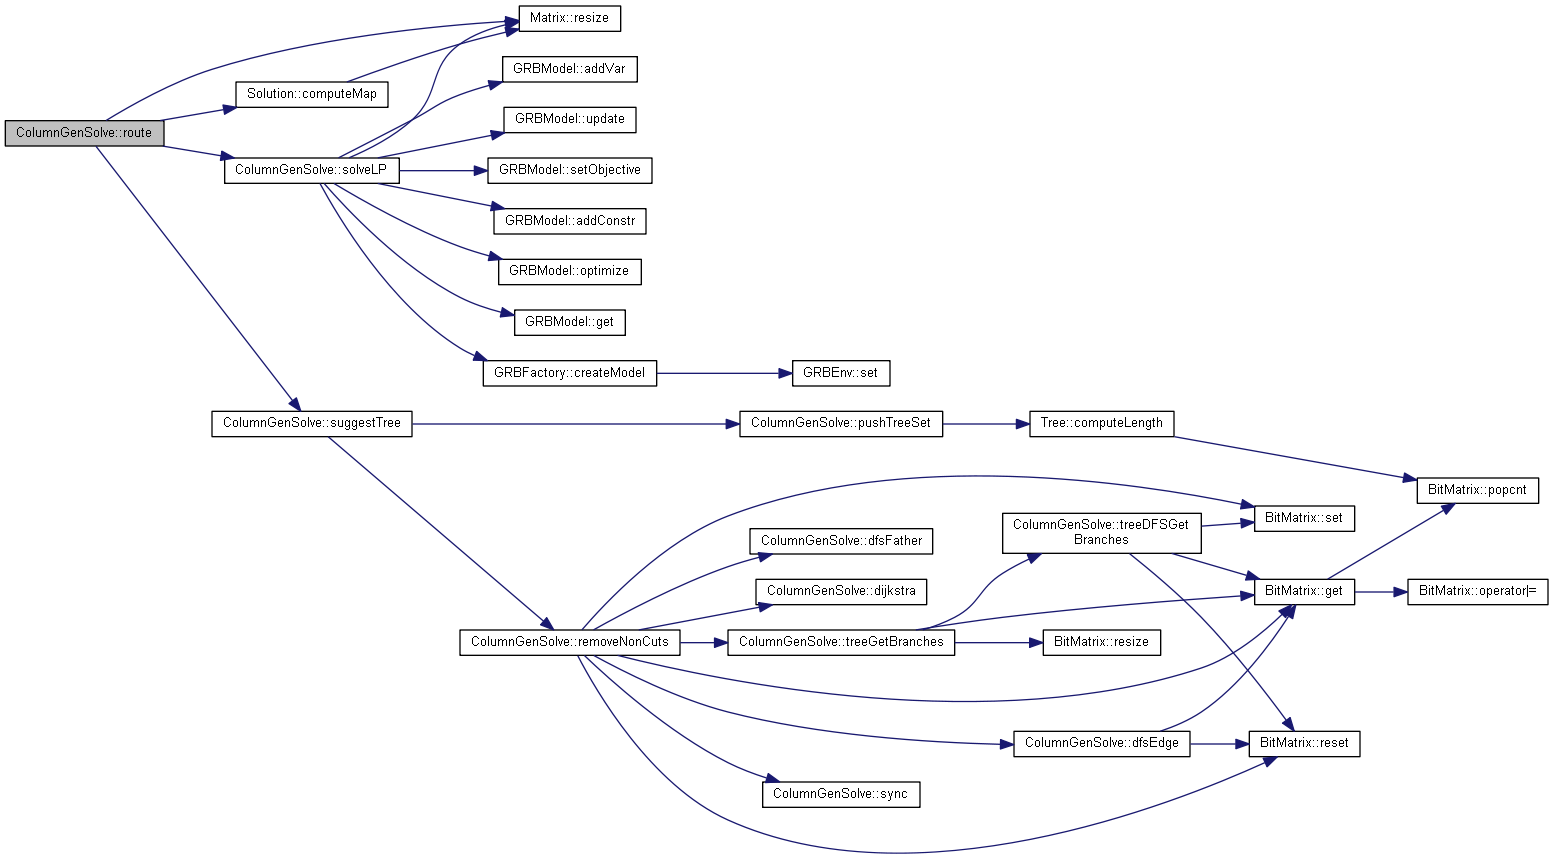 Matrix::resize
GRBModel::addVar
Solution::computeMap
GRBModel::update
ColumnGenSolve::route
ColumnGenSolve::solveLP
GRBModel::setObjective
GRBModel::addConstr
GRBModel::optimize
GRBModel::get
GRBFactory::createModel
GRBEnv::set
ColumnGenSolve::suggestTree
ColumnGenSolve::pushTreeSet
Tree::computeLength
BitMatrix::popcnt
BitMatrix::set
ColumnGenSolve::treeDFSGet
Branches
ColumnGenSolve::dfsFather
ColumnGenSolve::dijkstra
BitMatrix::get
BitMatrix::operator|=
ColumnGenSolve::removeNonCuts
ColumnGenSolve::treeGetBranches
BitMatrix::resize
ColumnGenSolve::dfsEdge
BitMatrix::reset
ColumnGenSolve::sync